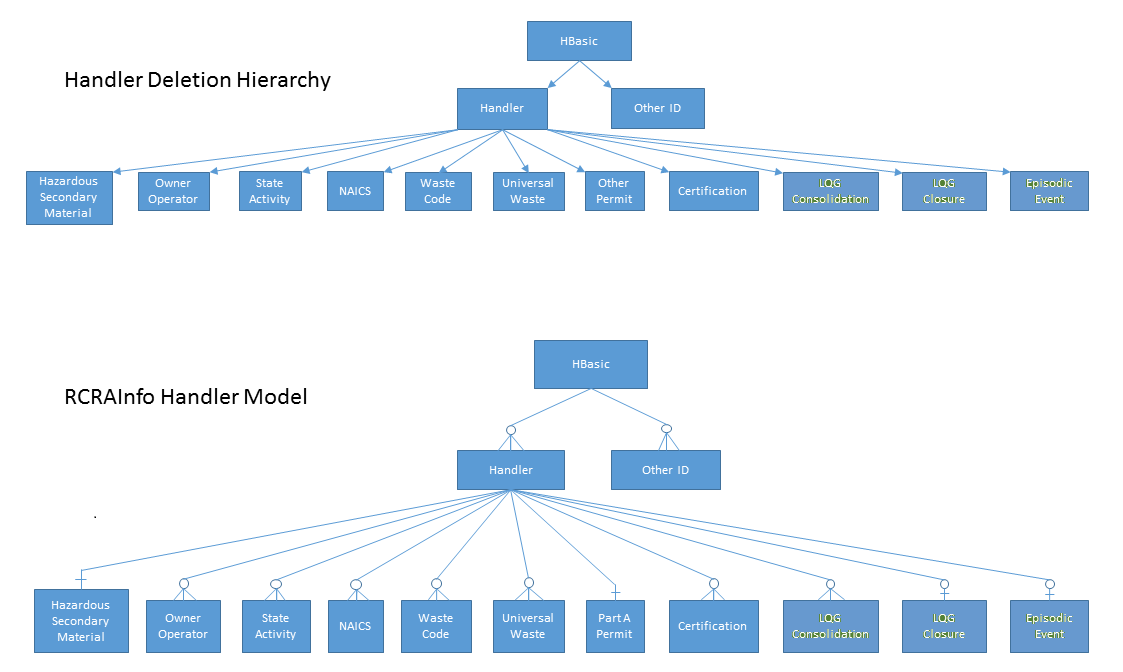 HBasic
Handler Deletion Hierarchy
Handler
Other ID
Hazardous
Secondary
Material
Owner
Operator
State
Activity
NAICS
Waste
Code
Universal
Waste
Other
Permit
Certification
LQG
Consolidation
LQG
Closure
Episodic
Event
HBasic
RCRAInfo Handler Model
Handler
Other ID
.
Hazardous
Secondary
Material
Owner
Operator
State
Activity
NAICS
Waste
Code
Universal
Waste
Part A
Permit
Certification
LQG
Consolidation
LQG
Closure
Episodic
Event